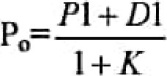 Pₒ = P1 + D1 / 1 + K